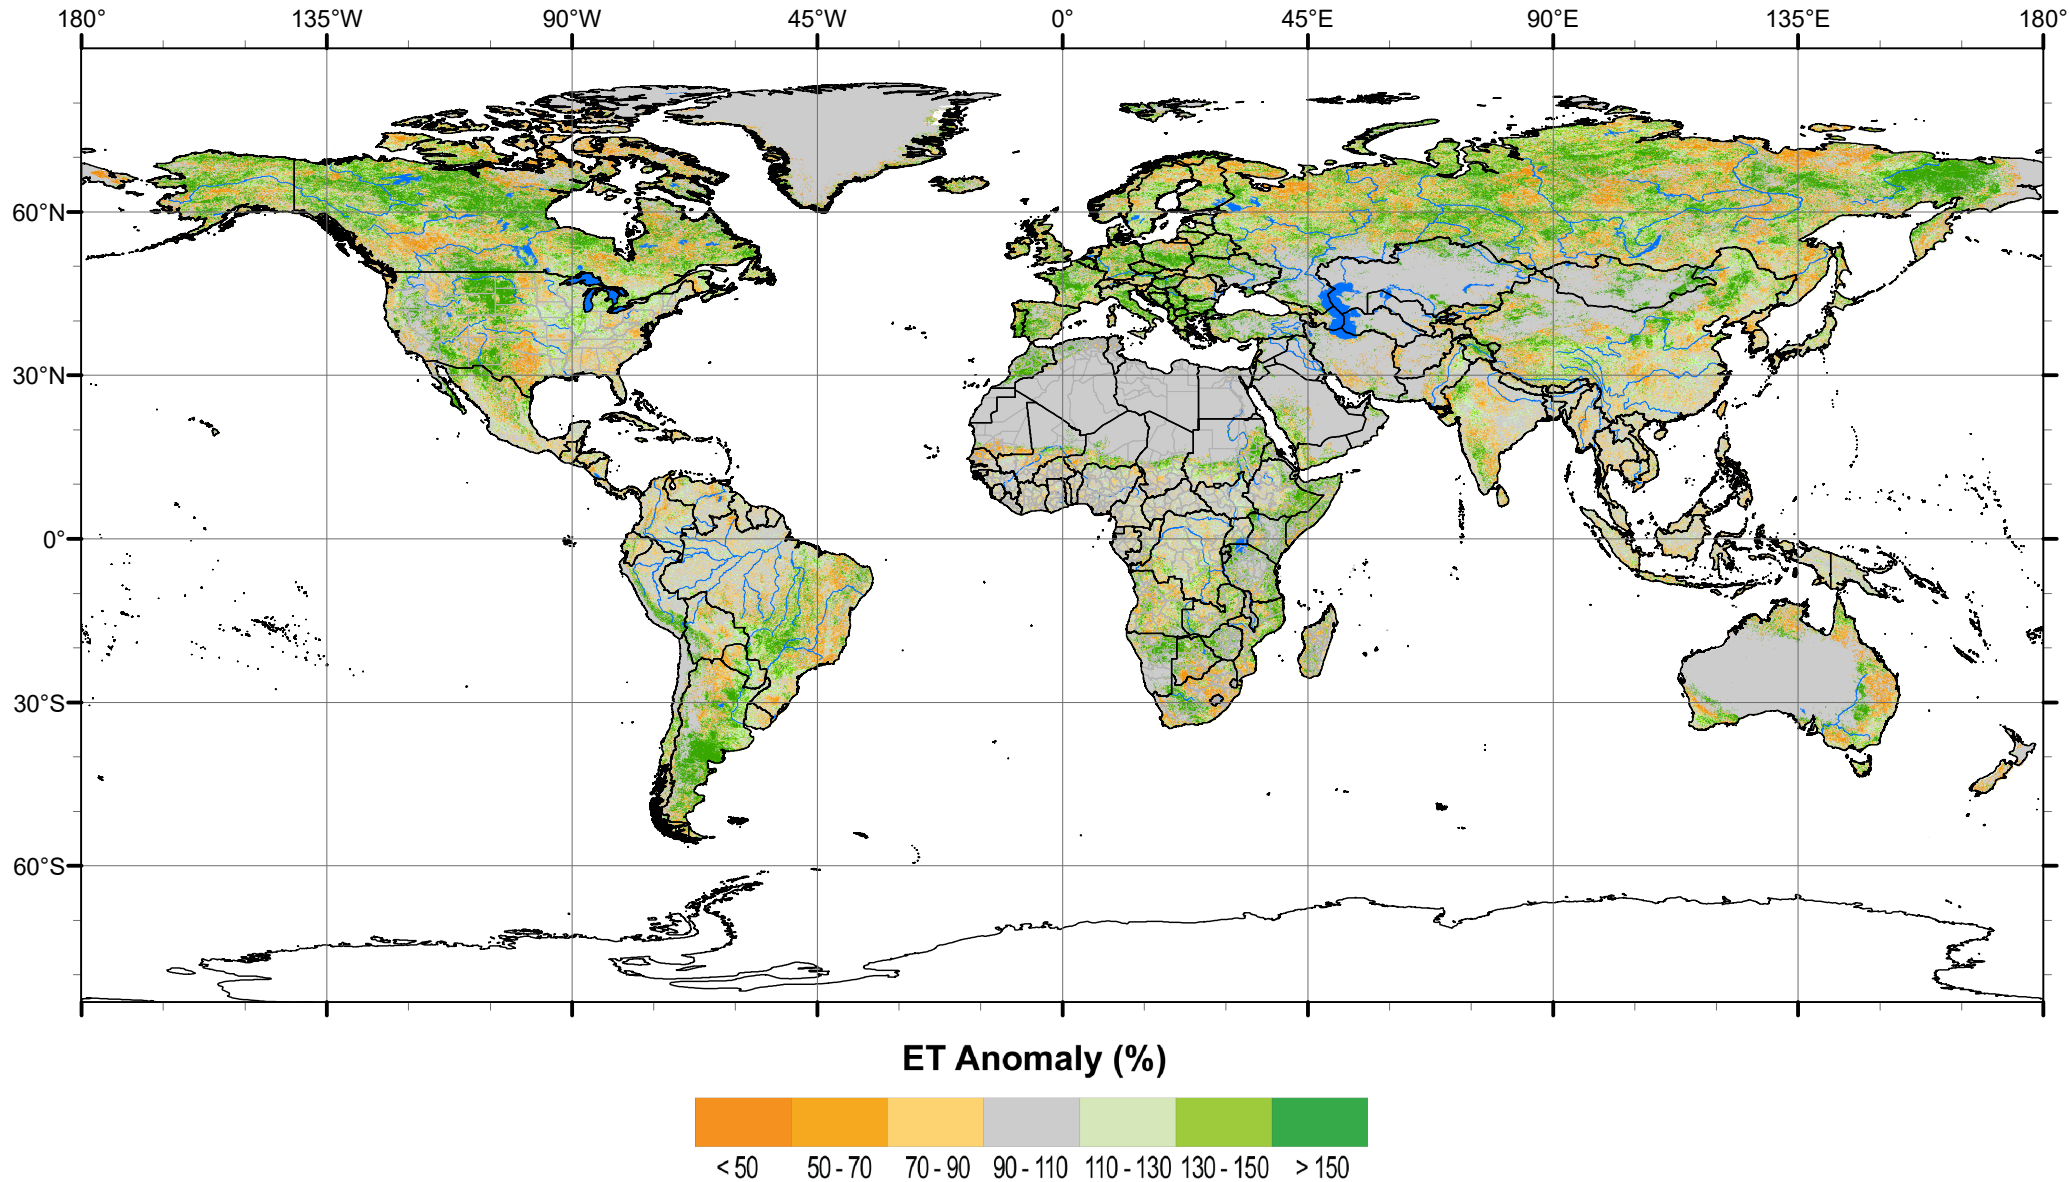 180° 135°W 90°W 45°W 0° 45°E 90°E 135°E 180°
60°N
30°N
0°
30°S
60°S
ET Anomaly (%)
< 50 50 - 70 70 - 90 90 - 110 110 - 130 130 - 150 > 150